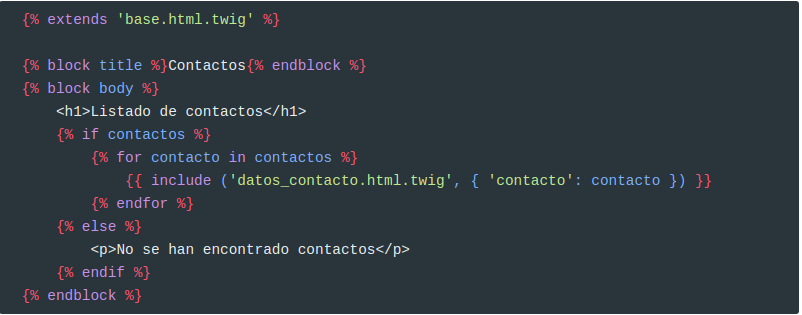 {% extends 'base.html.twig' %}

{% block title %}Contactos{% endblock %}
{% block body %}
    <h1>Listado de contactos</h1>
    {% if contactos %}
        {% for contacto in contactos %}
            {{ include ('datos_contacto.html.twig', { 'contacto': contacto }) }}
        {% endfor %}
    {% else %}
        <p>No se han encontrado contactos</p>
    {% endif %}
{% endblock %}